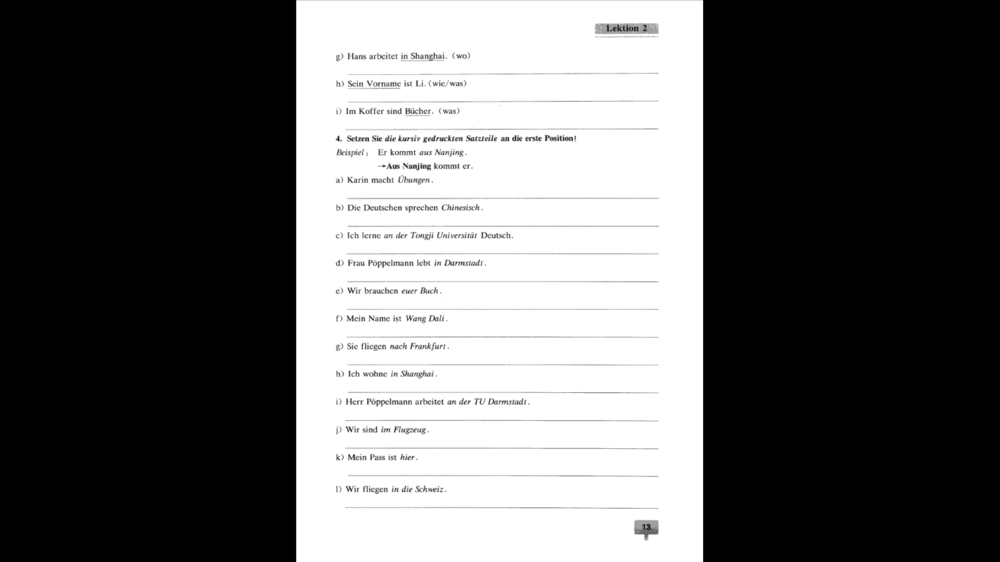 Lektion 2
g) Hans arbeitet in Shanghai. (wo)
h) Sein Vorname ist Li. (wie/was)
i) Im Koffer sind Bücher. (was)
4. Setzen Sie die kursiv gedruckten Satzteile an die erste Position!
Beispiel: Er kommt aus Nanjing.
→Aus Nanjing kommt er.
a) Karin macht Übungen.
b) Die Deutschen sprechen Chinesisch.
c) Ich lerne an der Tongji Universität Deutsch.
d) Frau Pöppelmann lebt in Darmstadt.
e) Wir brauchen euer Buch.
f) Mein Name ist Wang Dali.
g) Sie fliegen nach Frankfurt.
h) Ich wohne in Shanghai.
i) Herr Pöppelmann arbeitet an der TU Darmstadt.
j) Wir sind im Flugzeug.
k) Mein Pass ist hier.
l) Wir fliegen in die Schweiz.
13